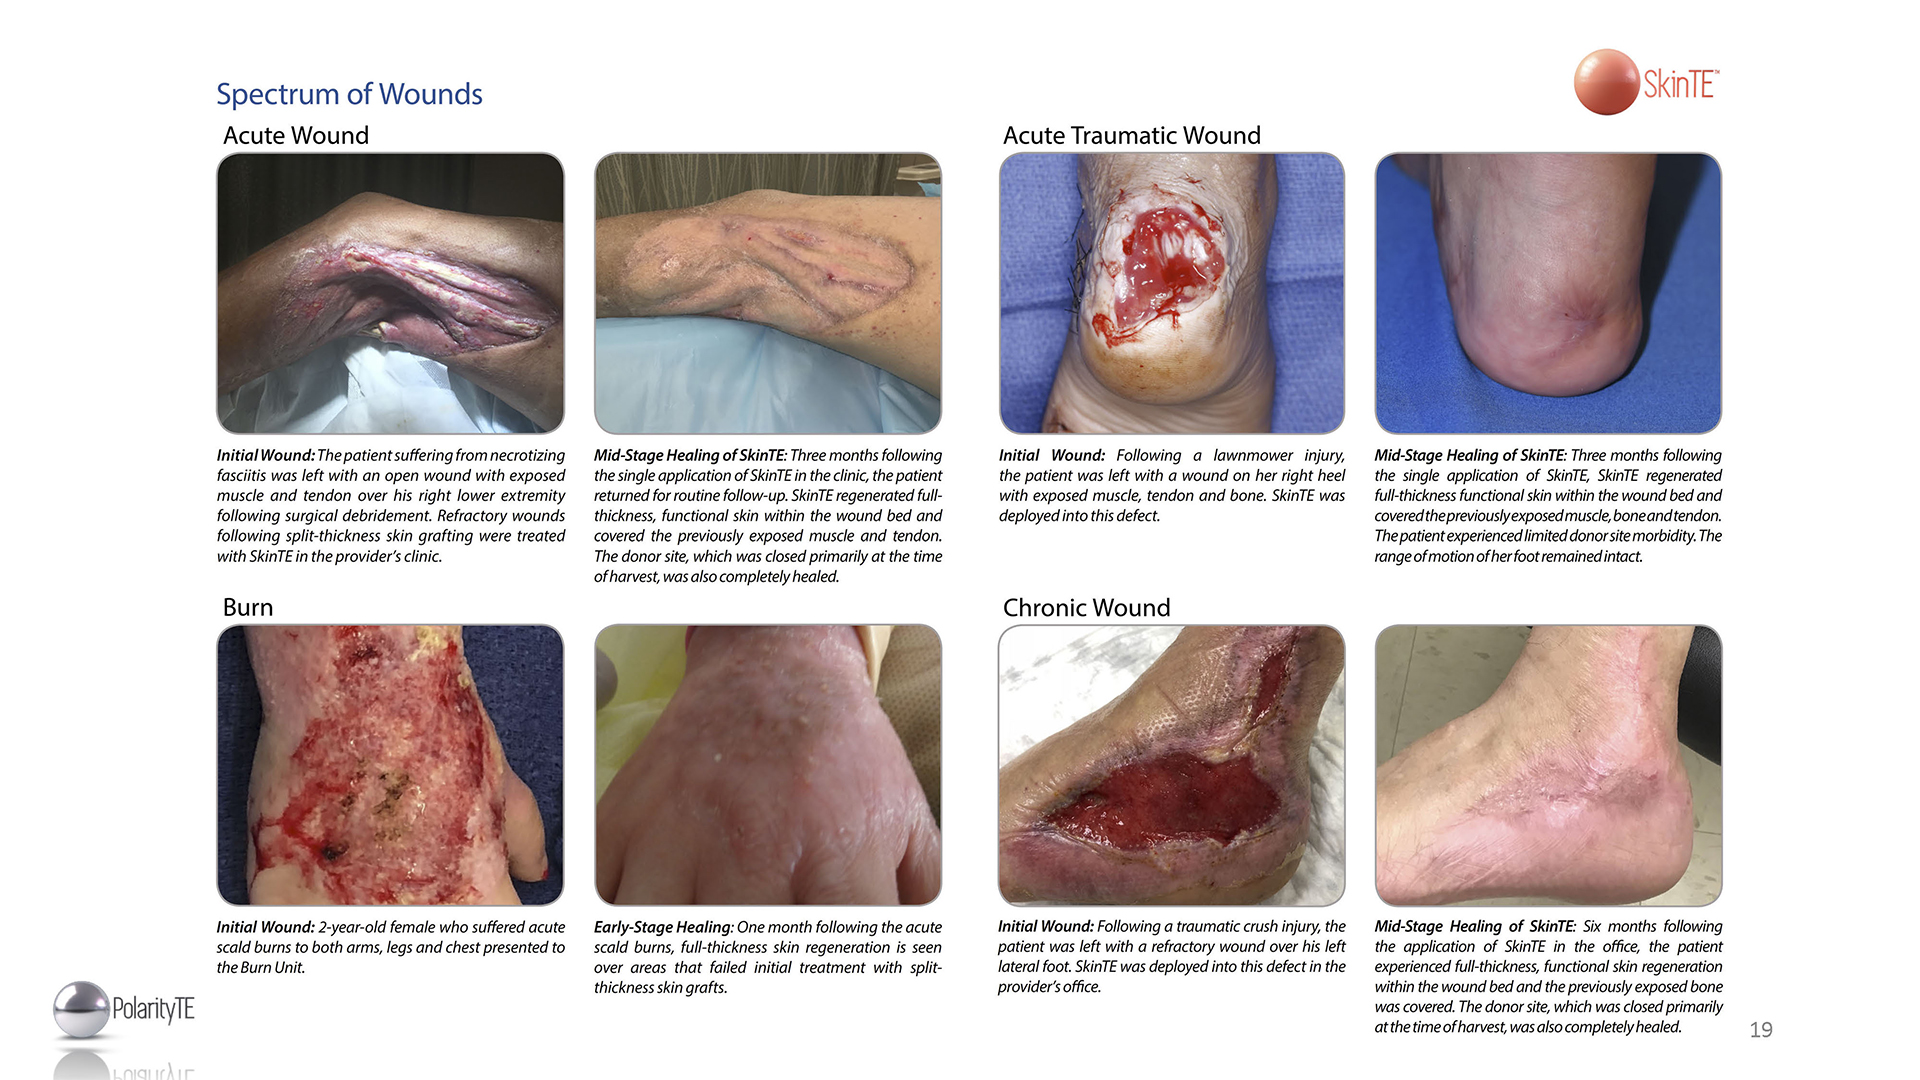 Spectrum of Wounds
SkinTE™
Acute Wound
Initial Wound: The patient suffering from necrotizing
fasciitis was left with an open wound with exposed
muscle and tendon over his right lower extremity
following surgical debridement. Refractory wounds
following split-thickness skin grafting were treated
with SkinTE in the provider's clinic.
Mid-Stage Healing of SkinTE: Three months following
the single application of SkinTE in the clinic, the patient
returned for routine follow-up. SkinTE regenerated full-
thickness, functional skin within the wound bed and
covered the previously exposed muscle and tendon.
The donor site, which was closed primarily at the time
of harvest, was also completely healed.
Acute Traumatic Wound
Initial Wound: Following a lawnmower injury,
the patient was left with a wound on her right heel
with exposed muscle, tendon and bone. SkinTE was
deployed into this defect.
Mid-Stage Healing of SkinTE: Three months following
the single application of SkinTE, SkinTE regenerated
full-thickness functional skin within the wound bed and
covered the previously exposed muscle, bone and tendon.
The patient experienced limited donor site morbidity. The
range of motion of her foot remained intact.
Burn
Initial Wound: 2-year-old female who suffered acute
scald burns to both arms, legs and chest presented to
the Burn Unit.
Early-Stage Healing: One month following the acute
scald burns, full-thickness skin regeneration is seen
over areas that failed initial treatment with split-
thickness skin grafts.
Chronic Wound
Initial Wound: Following a traumatic crush injury, the
patient was left with a refractory wound over his left
lateral foot. SkinTE was deployed into this defect in the
provider's office.
Mid-Stage Healing of SkinTE: Six months following
the application of SkinTE in the office, the patient
experienced full-thickness, functional skin regeneration
within the wound bed and the previously exposed bone
was covered. The donor site, which was closed primarily
at the time of harvest, was also completely healed.
PolarityTE
19